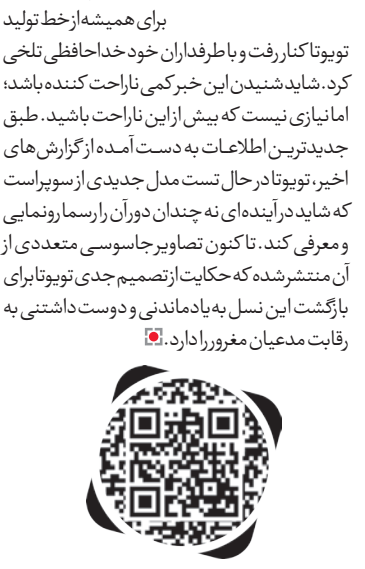 برای همیشه از خط تولید
تویوتا کنار رفت و با طرفداران خود خداحافظی تلخی
کرد. شاید شنیدن این خبر کمی ناراحت کننده باشد؛
اما نیازی نیست که بیش از این ناراحت باشید. طبق
جدیدترین اطلاعات به دست آمده از گزارش‌های
اخیر، تویوتا در حال تست مدل جدیدی از سوپراست
که شاید در آینده‌ای نه چندان دور آن را رسما رونمایی
و معرفی کند. تا کنون تصاویر جاسوسی متعددی از
آن منتشر شده که حکایت از تصمیم جدی تویوتا برای
بازگشت این نسل به یاد ماندنی و دوست داشتنی به
رقابت مدعیان مغرور را دارد.